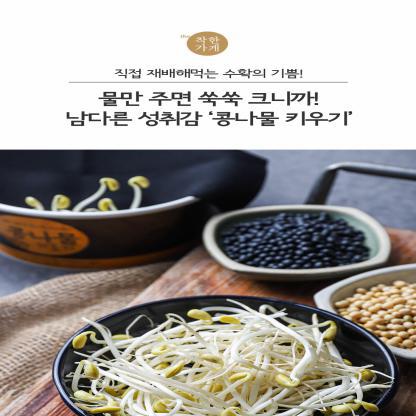 the
착한
가게
직접 재배해먹는 수확의 기쁨!
물만 주면 쑥쑥 크니까!
남다른 성취감 '콩나물 키우기'
콩나물